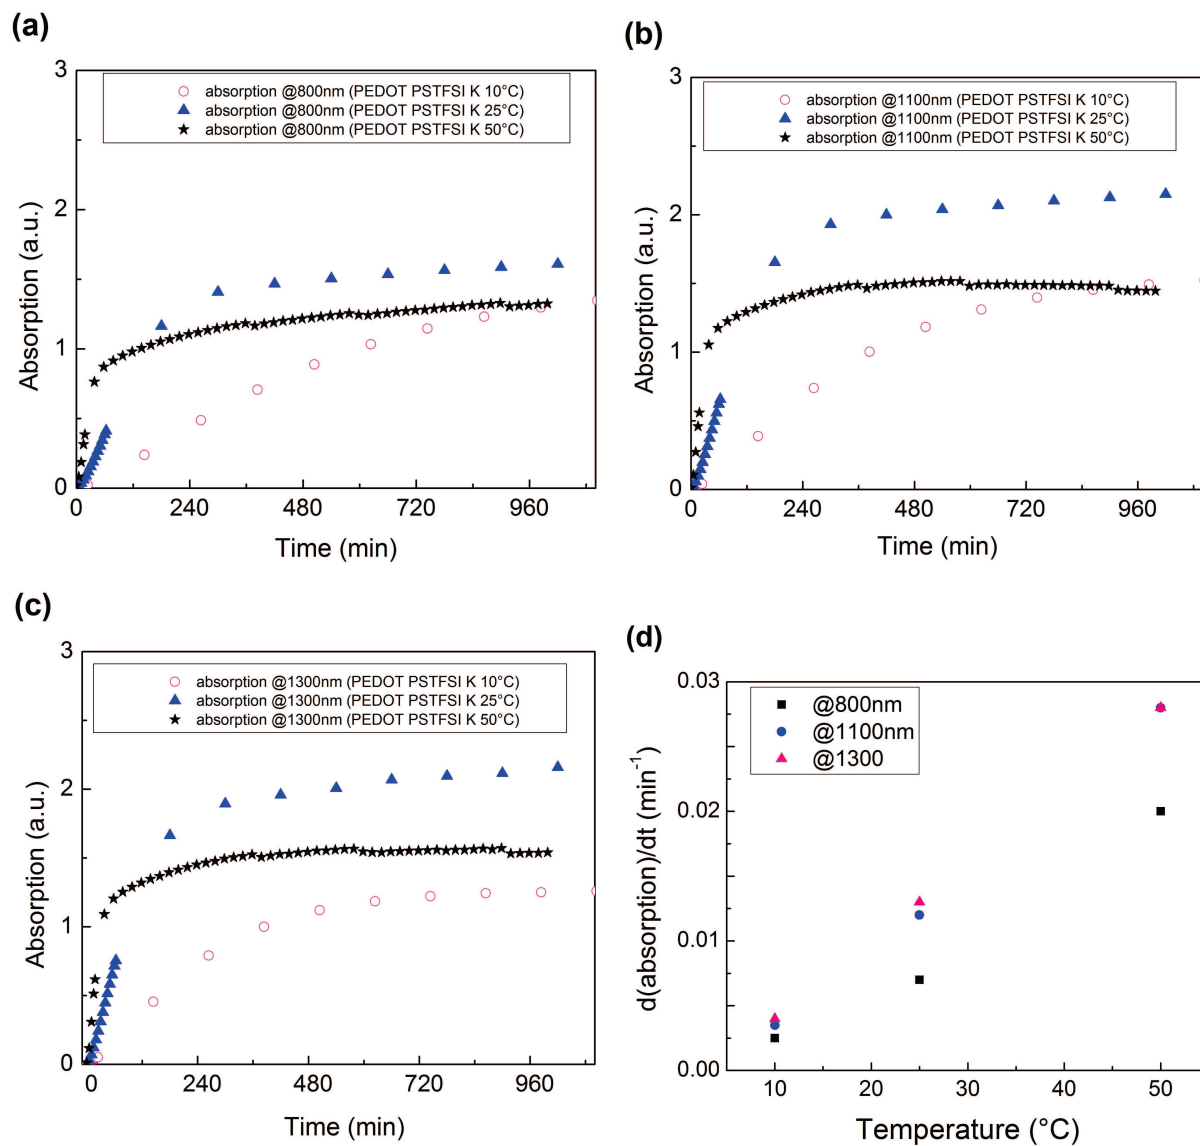 (a)
3
absorption @800nm (PEDOT PSTFSI K 10°C)
absorption @800nm (PEDOT PSTFSI K 25°C)
absorption @800nm (PEDOT PSTFSI K 50°C)
2
1
0
Absorption (a.u.)
0 240 480 720 960
Time (min)
(b)
3
absorption @1100nm (PEDOT PSTFSI K 10°C)
absorption @1100nm (PEDOT PSTFSI K 25°C)
absorption @1100nm (PEDOT PSTFSI K 50°C)
2
1
0
Absorption (a.u.)
0 240 480 720 960
Time (min)
(c)
3
absorption @1300nm (PEDOT PSTFSI K 10°C)
absorption @1300nm (PEDOT PSTFSI K 25°C)
absorption @1300nm (PEDOT PSTFSI K 50°C)
2
1
0
Absorption (a.u.)
0 240 480 720 960
Time (min)
(d)
0.03
@800nm
@1100nm
@1300
0.02
0.01
0.00
d(absorption)/dt (min⁻¹)
10 20 30 40 50
Temperature (°C)